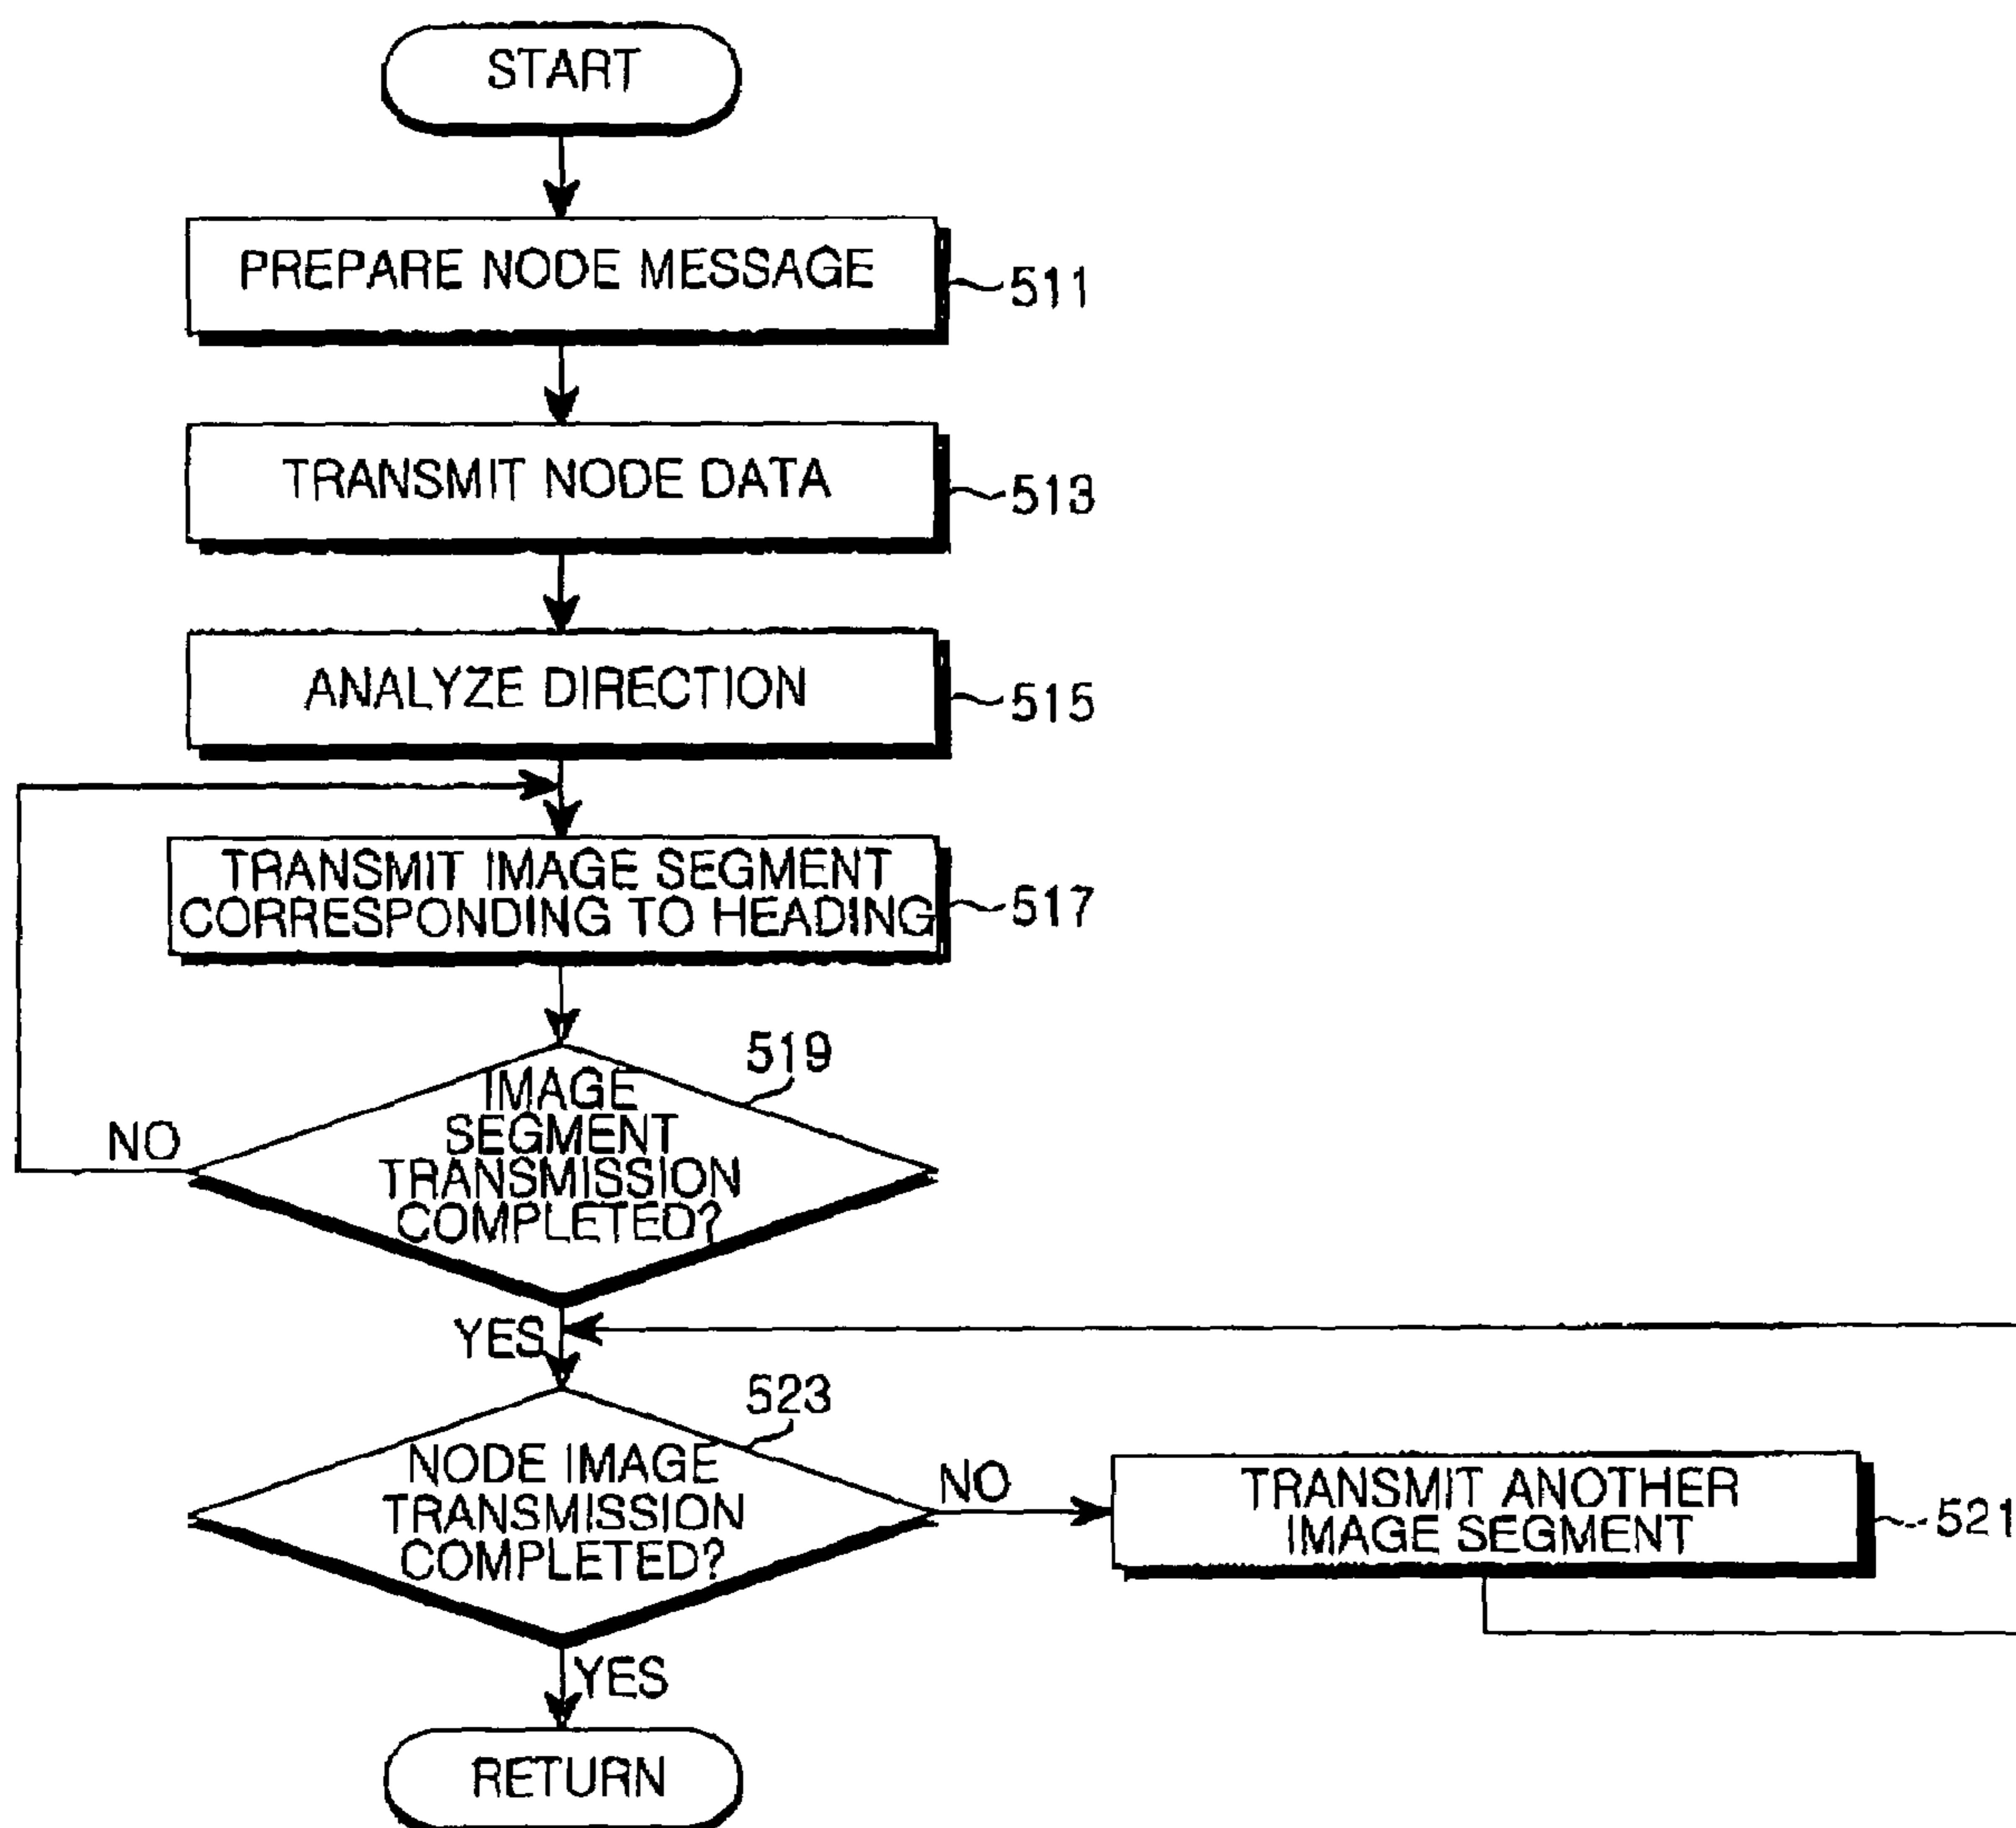 START
PREPARE NODE MESSAGE
511
TRANSMIT NODE DATA
513
ANALYZE DIRECTION
515
TRANSMIT IMAGE SEGMENT
CORRESPONDING TO HEADING
517
519
IMAGE
SEGMENT
TRANSMISSION
COMPLETED?
NO
YES
523
NODE IMAGE
TRANSMISSION
COMPLETED?
NO
TRANSMIT ANOTHER
IMAGE SEGMENT
521
YES
RETURN